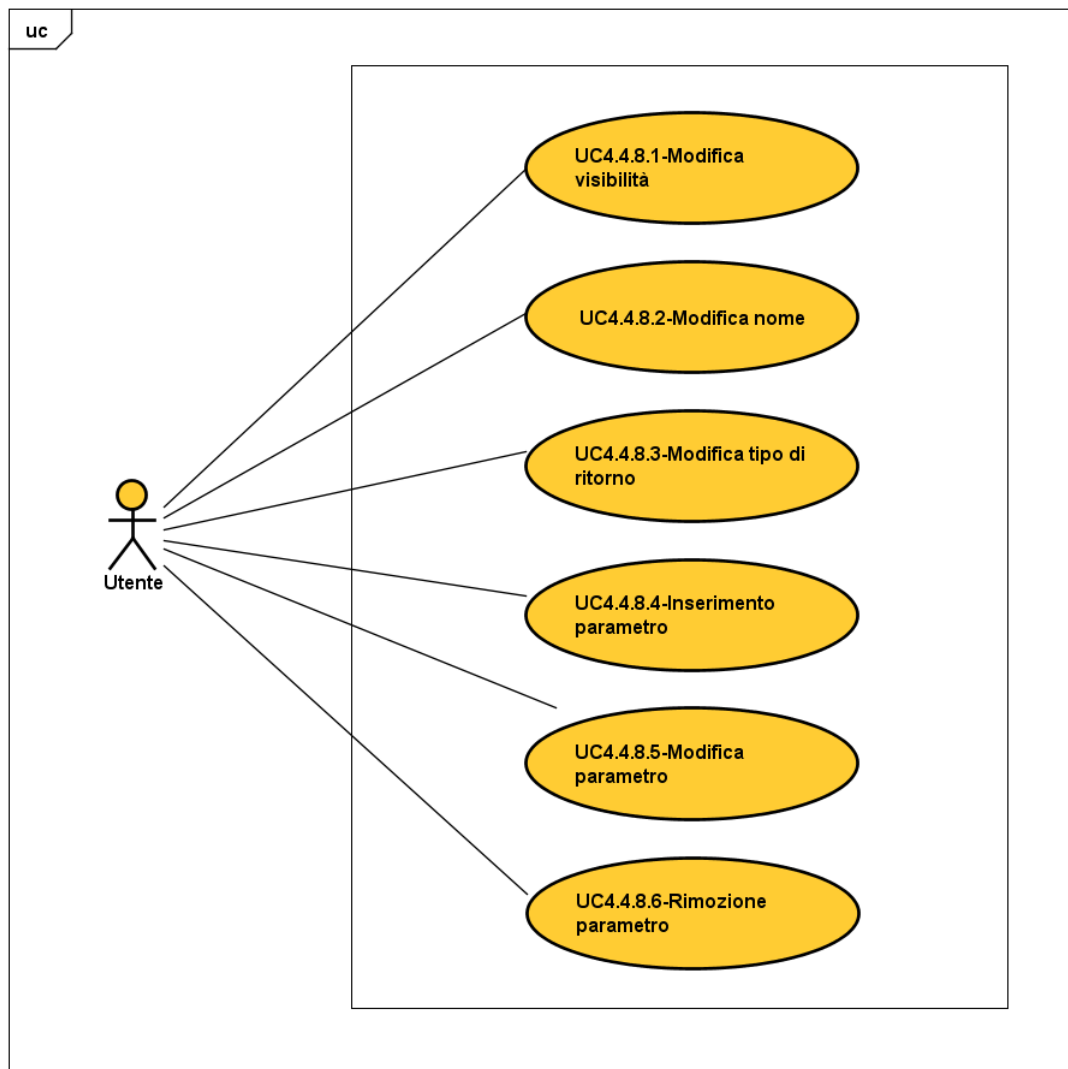 uc
UC4.4.8.1-Modifica
visibilità
UC4.4.8.2-Modifica nome
UC4.4.8.3-Modifica tipo di
ritorno
Utente
UC4.4.8.4-Inserimento
parametro
UC4.4.8.5-Modifica
parametro
UC4.4.8.6-Rimozione
parametro